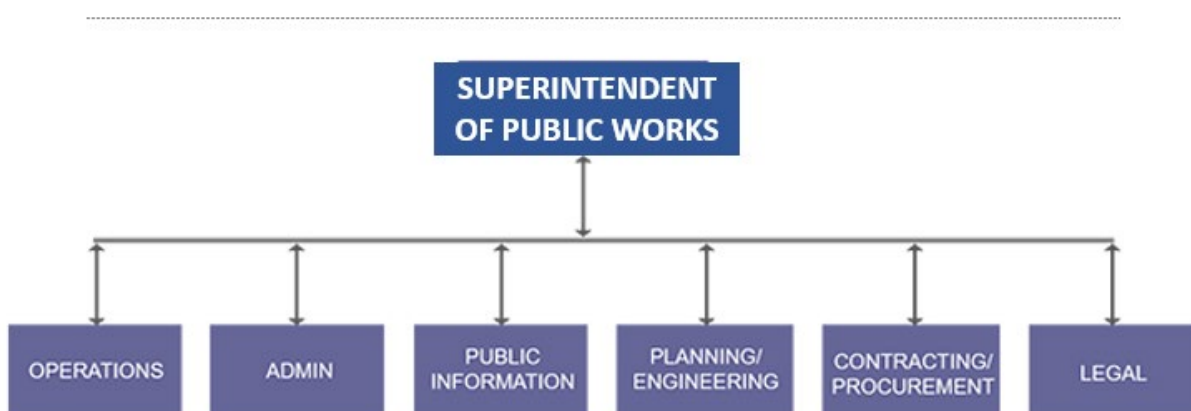 SUPERINTENDENT
OF PUBLIC WORKS
OPERATIONS
ADMIN
PUBLIC
INFORMATION
PLANNING/
ENGINEERING
CONTRACTING/
PROCUREMENT
LEGAL